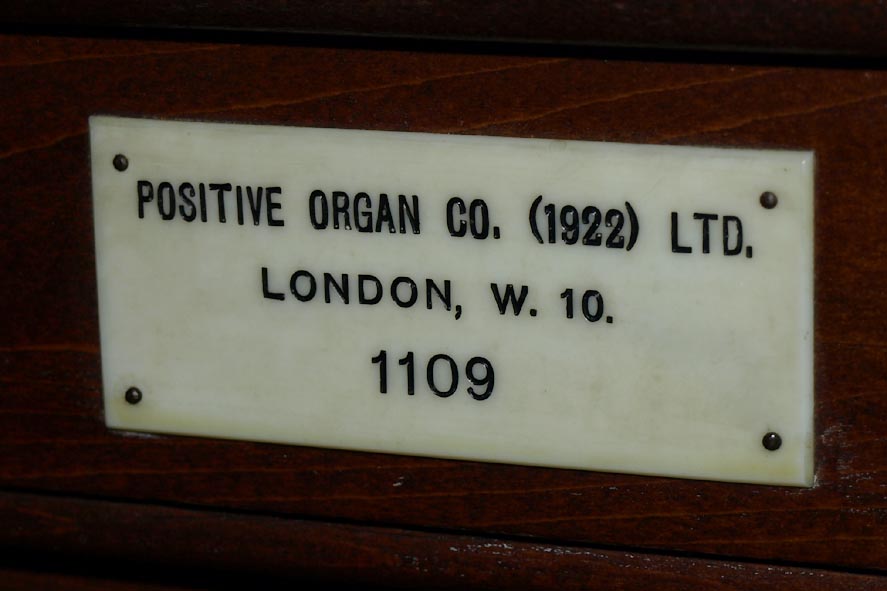 POSITIVE ORGAN CO. (1922) LTD.
LONDON, W. 10.
1109